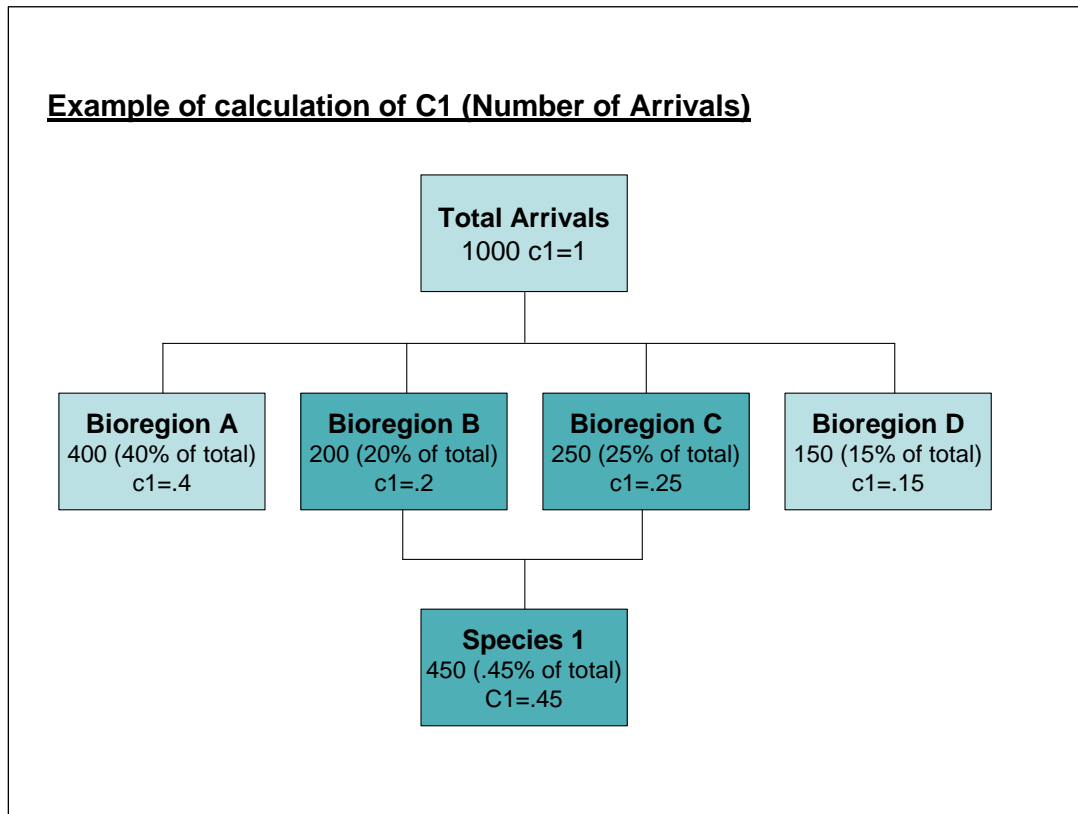 Example of calculation of C1 (Number of Arrivals)
Total Arrivals
1000 c1=1
Bioregion A
400 (40% of total)
c1=.4
Bioregion B
200 (20% of total)
c1=.2
Bioregion C
250 (25% of total)
c1=.25
Bioregion D
150 (15% of total)
c1=.15
Species 1
450 (.45% of total)
C1=.45